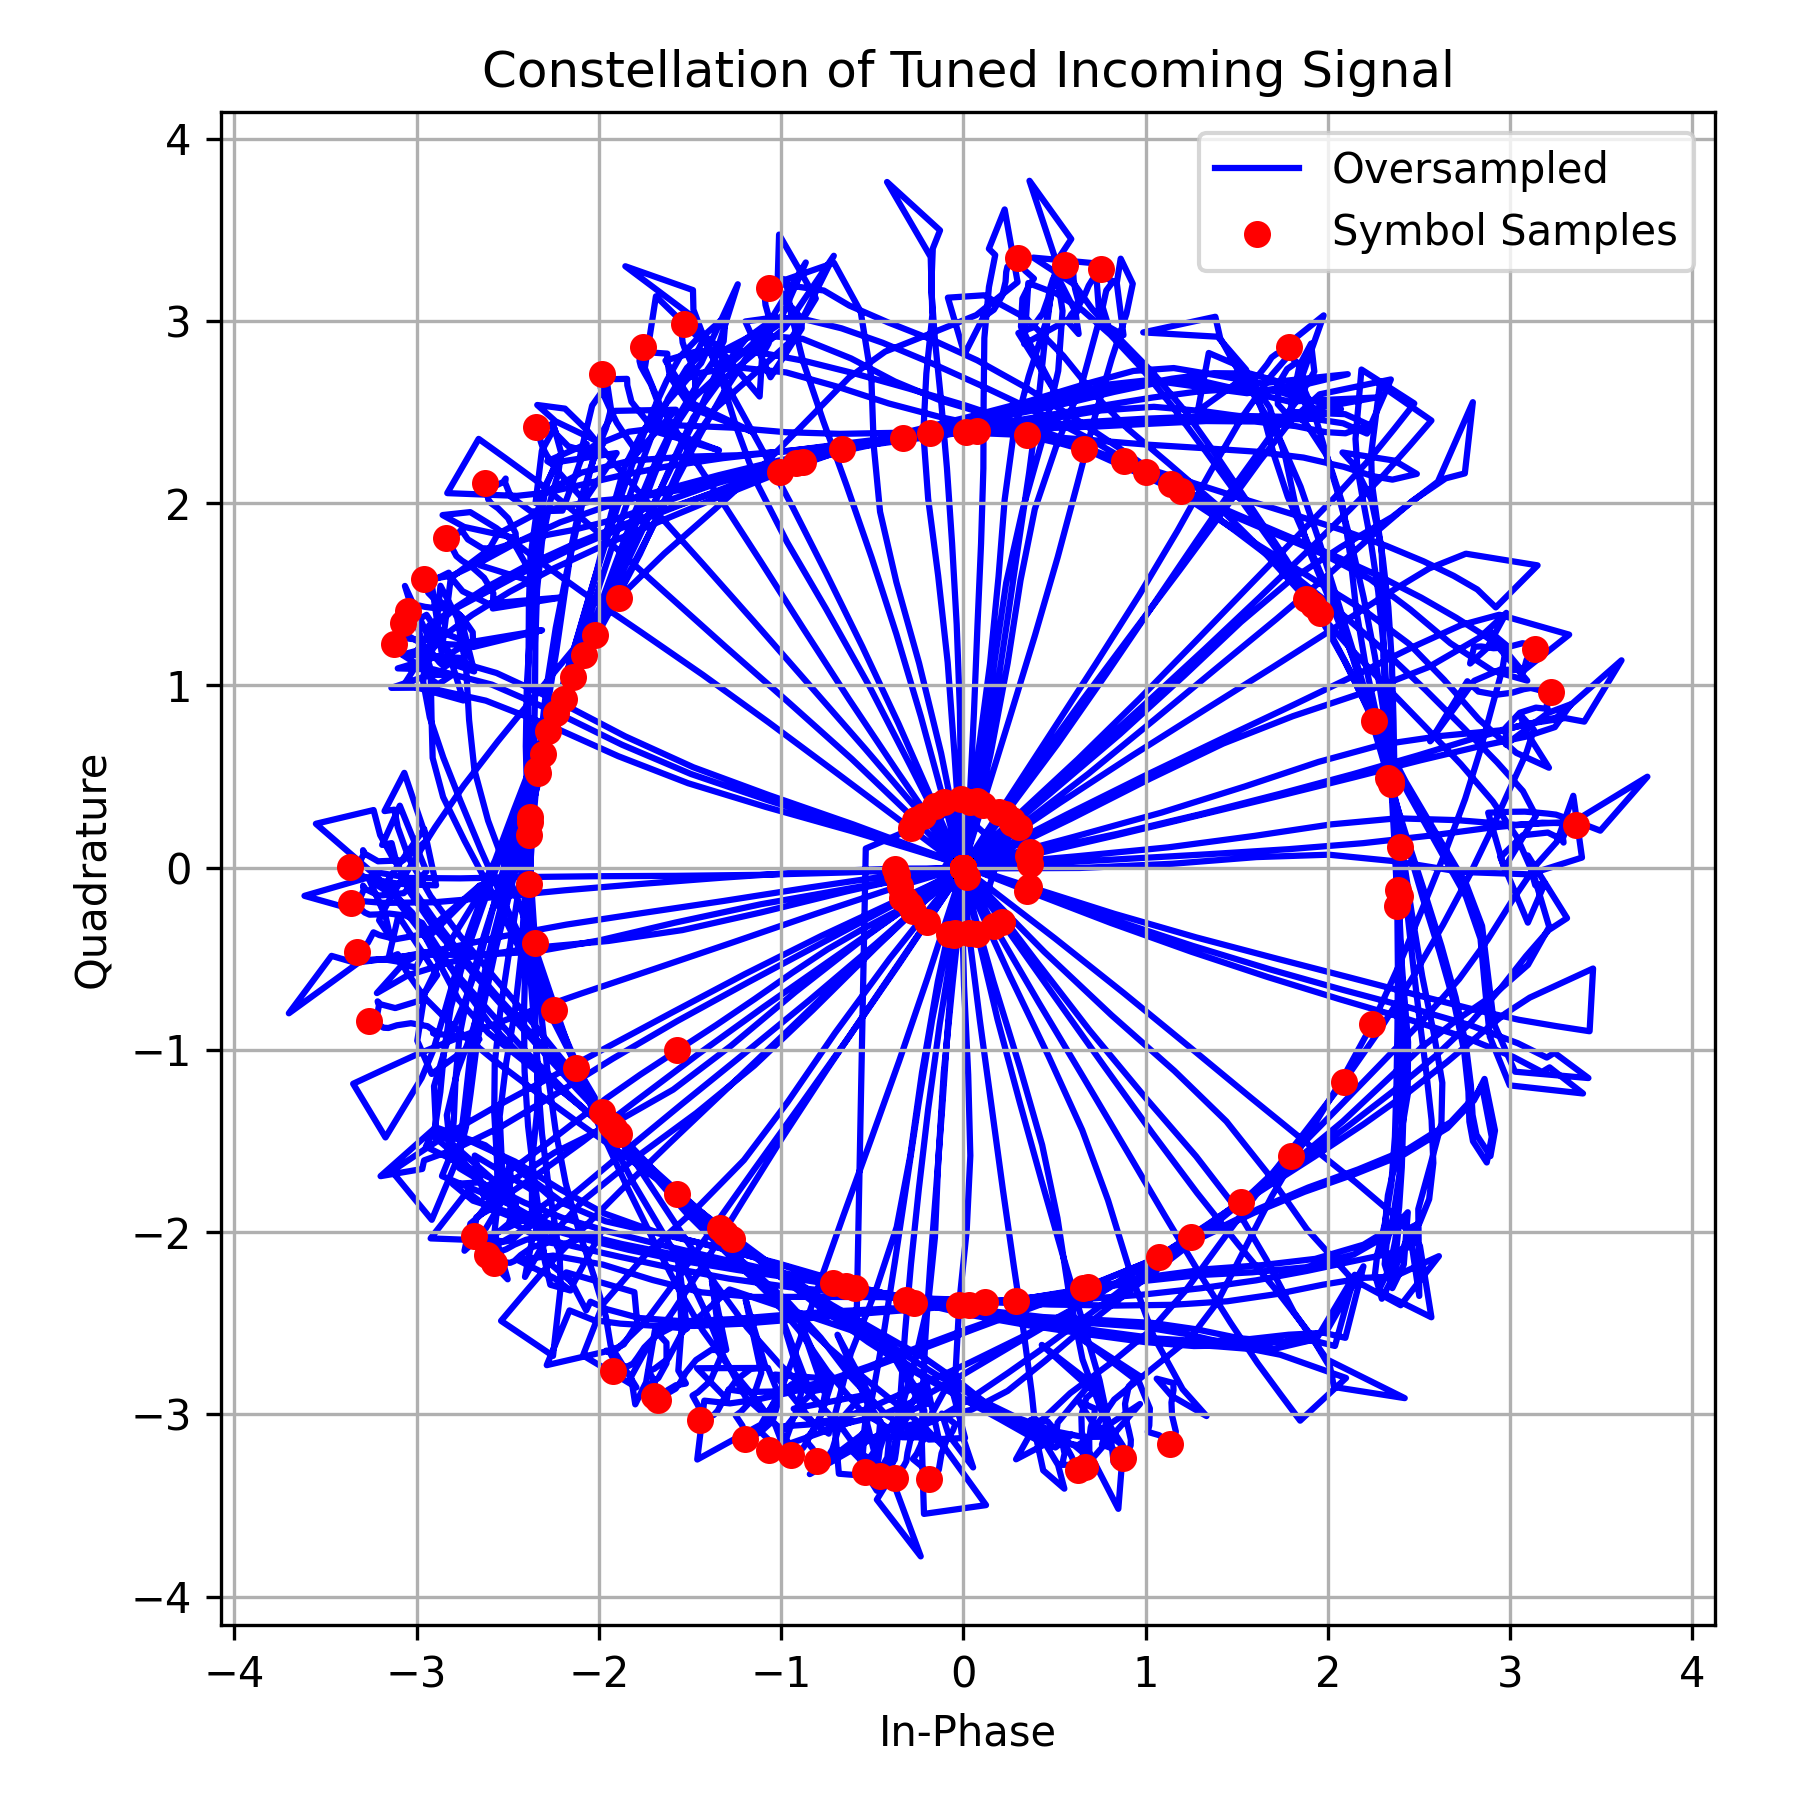 Constellation of Tuned Incoming Signal
Oversampled
Symbol Samples
4
3
2
1
0
−1
−2
−3
−4
Quadrature
−4 −3 −2 −1 0 1 2 3 4
In-Phase